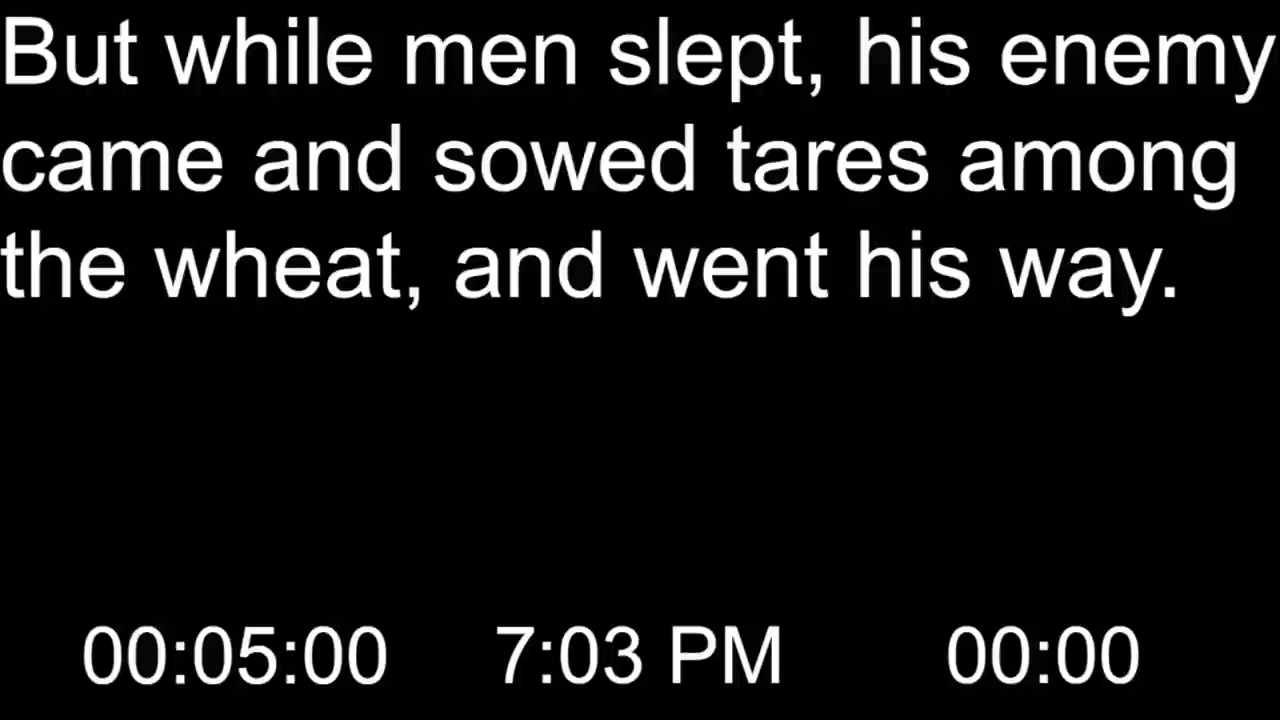 But while men slept, his enemy
came and sowed tares among
the wheat, and went his way.
00:05:00 7:03 PM 00:00